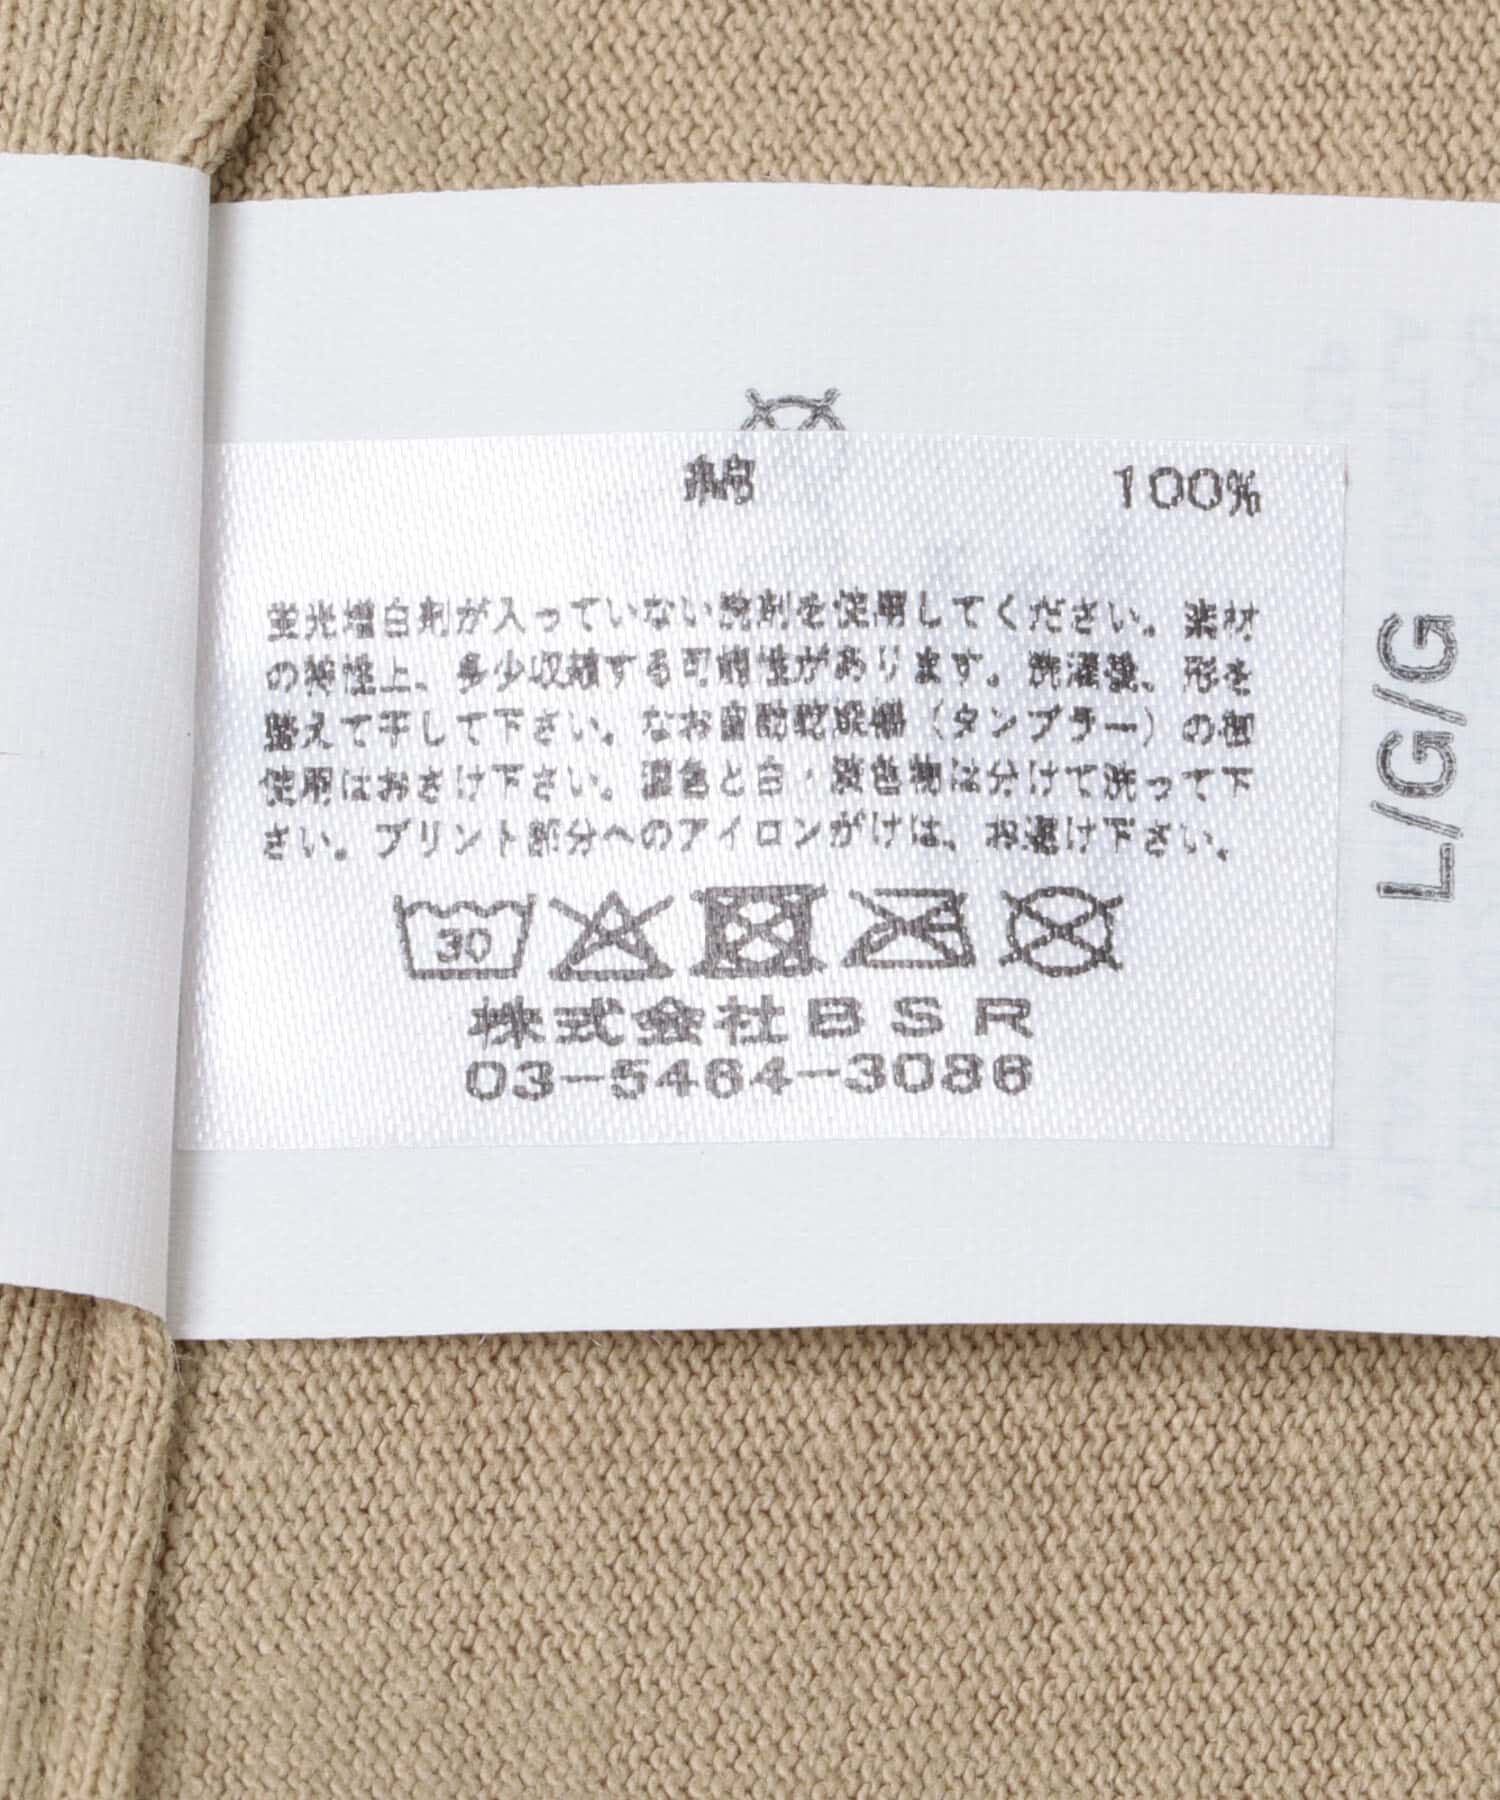 綿 100%
蛍光増白剤が入っていない洗剤を使用してください。素材
の特性上、多少収縮する可能性があります。洗濯後、形を
整えて干して下さい。なお自動乾燥機（タンブラー）の御
使用はおさけ下さい。濃色と白・淡色物は分けて洗って下
さい。プリント部分へのアイロンがけは、お避け下さい。
30
株式会社BSR
03-5464-3086
L/G/G